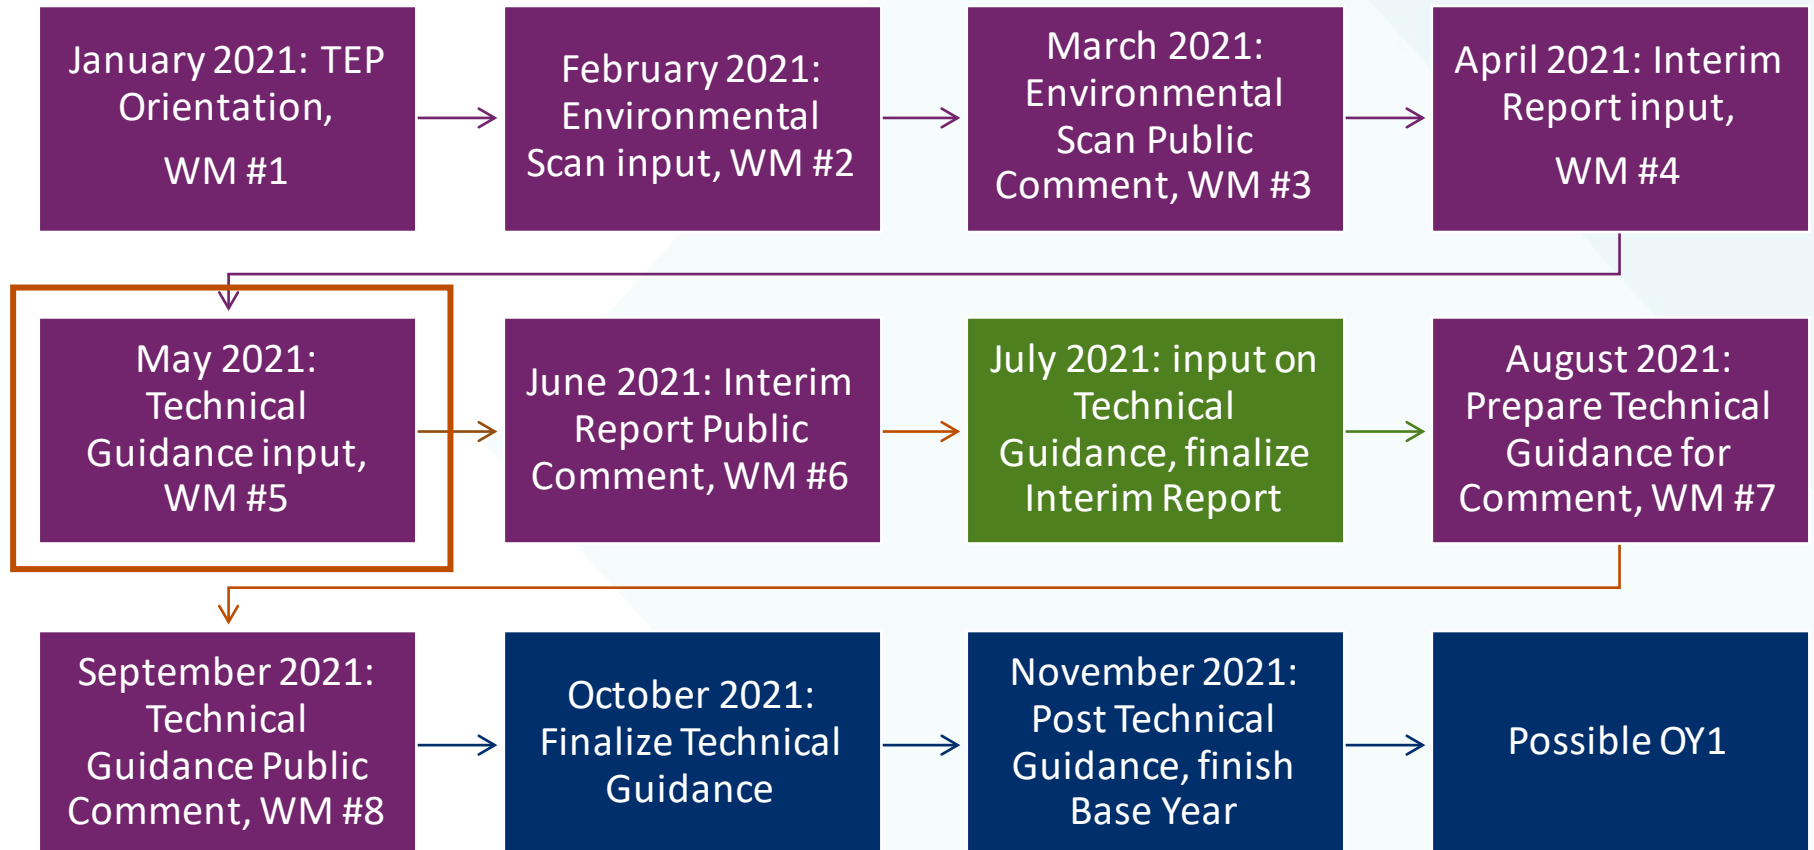 January 2021: TEP
Orientation,
WM #1
February 2021:
Environmental
Scan input, WM #2
March 2021:
Environmental
Scan Public
Comment, WM #3
April 2021: Interim
Report input,
WM #4
May 2021:
Technical
Guidance input,
WM #5
June 2021: Interim
Report Public
Comment, WM #6
July 2021: input on
Technical
Guidance, finalize
Interim Report
August 2021:
Prepare Technical
Guidance for
Comment, WM #7
September 2021:
Technical
Guidance Public
Comment, WM #8
October 2021:
Finalize Technical
Guidance
November 2021:
Post Technical
Guidance, finish
Base Year
Possible OY1